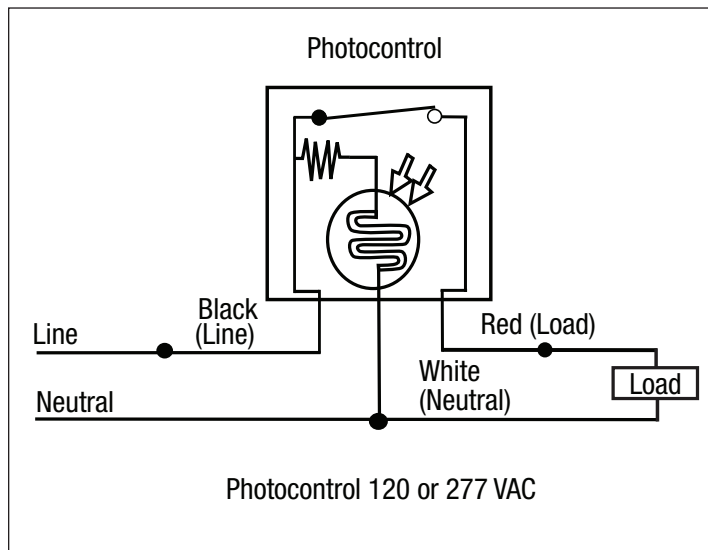 Photocontrol
Black
(Line)
Line
Red (Load)
White
(Neutral)
Load
Neutral
Photocontrol 120 or 277 VAC